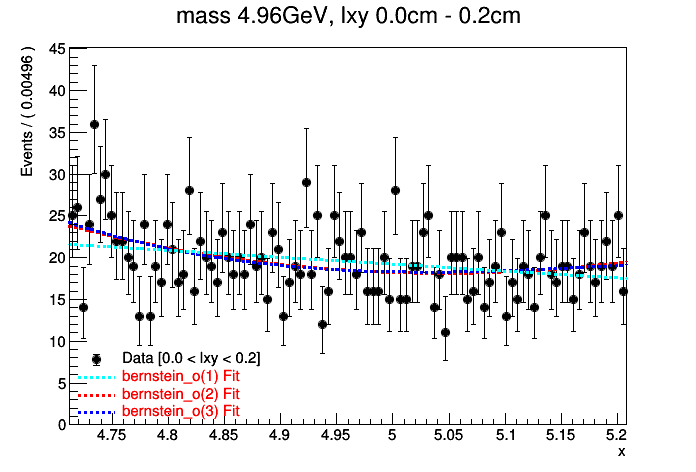 mass 4.96GeV, lxy 0.0cm - 0.2cm
Events / ( 0.00496 )
45
40
35
30
25
20
15
10
5
0
Data [0.0 < lxy < 0.2]
bernstein_o(1) Fit
bernstein_o(2) Fit
bernstein_o(3) Fit
4.75 4.8 4.85 4.9 4.95 5 5.05 5.1 5.15 5.2
x